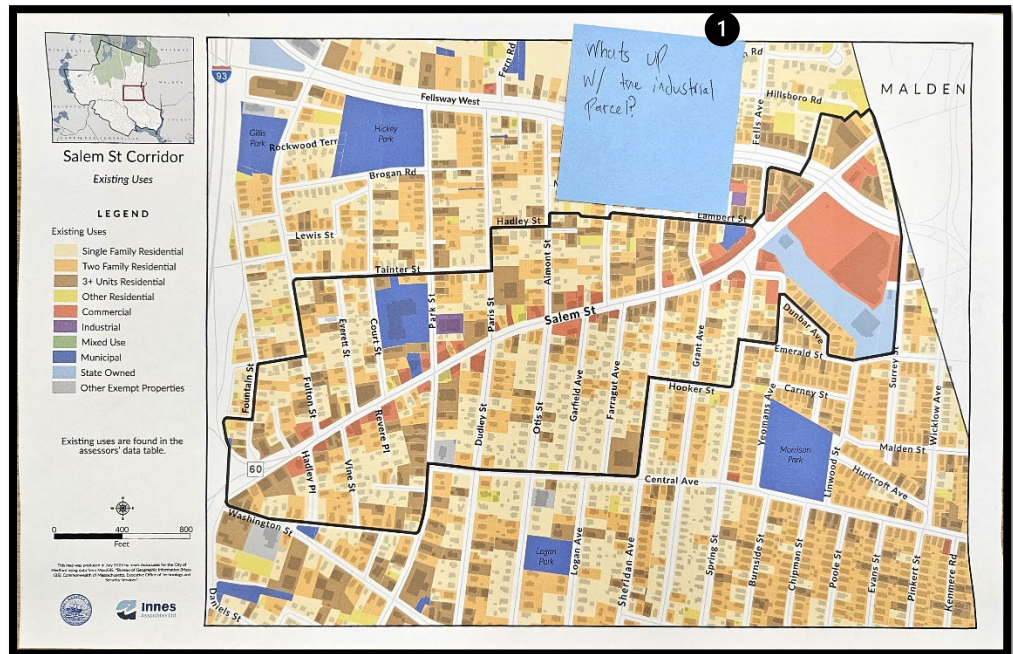 1
Whats up
w/ the industrial
Parcel?
MALDEN
93
Salem St Corridor
Existing Uses
LEGEND
Existing Uses
Single Family Residential
Two Family Residential
3+ Units Residential
Other Residential
Commercial
Industrial
Mixed Use
Municipal
State Owned
Other Exempt Properties
Existing uses are found in the
assessors' data table.
0 400 800
Feet
Innes
Associates Ltd
Fellsway West
Fern Rd
Rd
Hillsboro Rd
Fells Ave
Gillis
Park
Hickey
Park
Rockwood Terr
Brogan Rd
Lewis St
Hadley St
Lambert St
Tainter St
Almont St
Paris St
Park St
Court St
Everett St
Salem St
Grant Ave
Dunbar Ave
Emerald St
Surrey St
Fountain St
Fulton St
Revere Pl
Hadley Pl
Vine St
60
Dudley St
Otis St
Garfield Ave
Farragut Ave
Hooker St
Carney St
Yeomans Ave
Wicklow Ave
Morrison
Park
Linwood St
Malden St
Hurlcroft Ave
Central Ave
Washington St
Daniels St
Logan
Park
Logan Ave
Sheridan Ave
Spring St
Burnside St
Chipman St
Poole St
Evans St
Pinkert St
Kenmere Rd